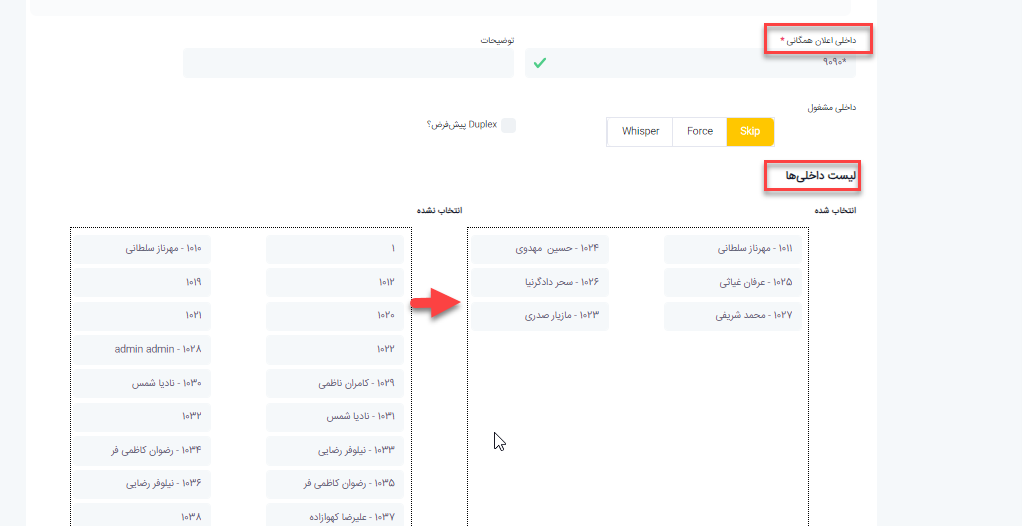 داخلی اعلان همگانی *
توضیحات
۹۰۹۰*
داخلی مشغول
Skip
Force
Whisper
Duplex پیش‌فرض؟
لیست داخلی‌ها
انتخاب شده
انتخاب نشده
۱۰۱۱ - مهرناز سلطانی
۱۰۲۴ - حسین مهدوی
۱۰۲۵ - عرفان غیاثی
۱۰۲۶ - سحر دادگرنیا
۱۰۲۷ - محمد شریفی
۱۰۲۳ - مازیار صدری
۱
۱۰۱۰ - مهرناز سلطانی
۱۰۱۲
۱۰۱۹
۱۰۲۰
۱۰۲۱
۱۰۲۲
۱۰۲۸ - admin admin
۱۰۲۹ - کامران ناظمی
۱۰۳۰ - نادیا شمس
۱۰۳۱ - نادیا شمس
۱۰۳۲
۱۰۳۳ - نیلوفر رضایی
۱۰۳۴ - رضوان کاظمی فر
۱۰۳۵ - رضوان کاظمی فر
۱۰۳۶ - نیلوفر رضایی
۱۰۳۷ - علیرضا کهوازاده
۱۰۳۸